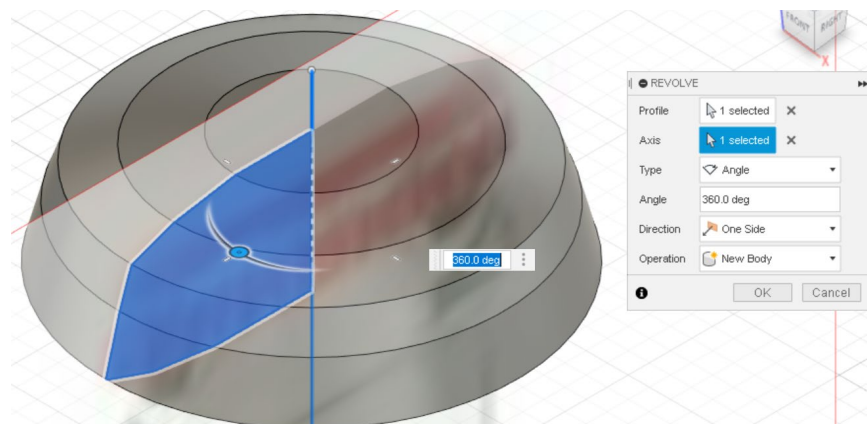 FRONT
RIGHT
X
REVOLVE
Profile 1 selected
Axis 1 selected
Type Angle
Angle 360.0 deg
Direction One Side
360.0 deg
Operation New Body
OK Cancel